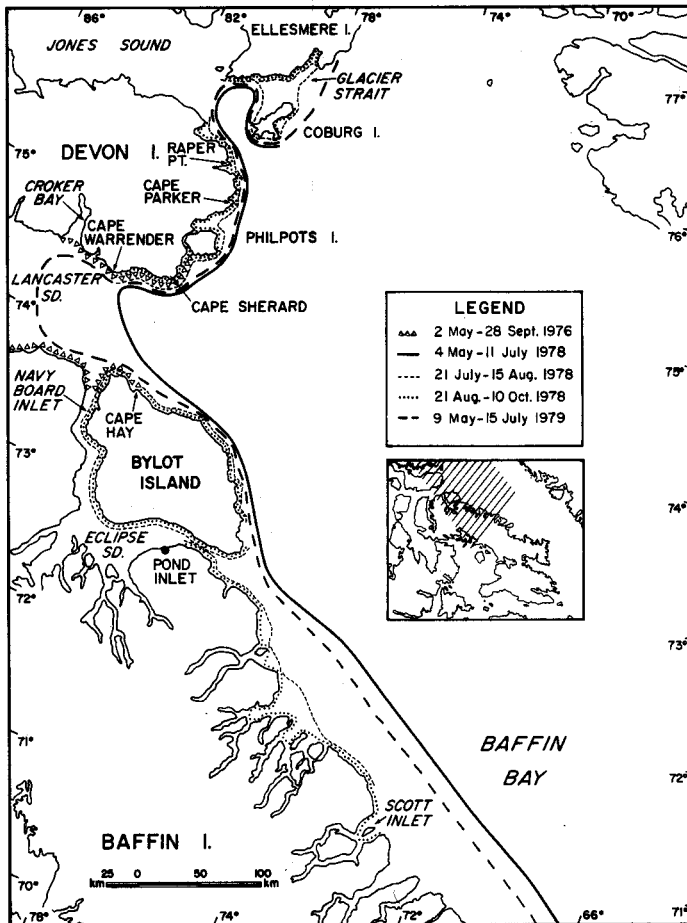 86°
82°
78°
74°
70°
ELLESMERE I.
JONES SOUND
GLACIER
STRAIT
77°
COBURG I.
75°
DEVON I.
RAPER
PT.
CROKER
BAY
CAPE
PARKER
76°
CAPE
WARRENDER
PHILPOTS I.
LANCASTER
SD.
74°
CAPE SHERARD
LEGEND
2 May-28 Sept. 1976
4 May-11 July 1978
21 July-15 Aug. 1978
21 Aug.-10 Oct. 1978
9 May-15 July 1979
75°
NAVY
BOARD
INLET
CAPE
HAY
73°
BYLOT
ISLAND
74°
ECLIPSE
SD.
POND
INLET
72°
73°
71°
BAFFIN
BAY
72°
SCOTT
INLET
BAFFIN I.
km 25 0 50 100 km
70°
78°
74°
72°
66°
71°